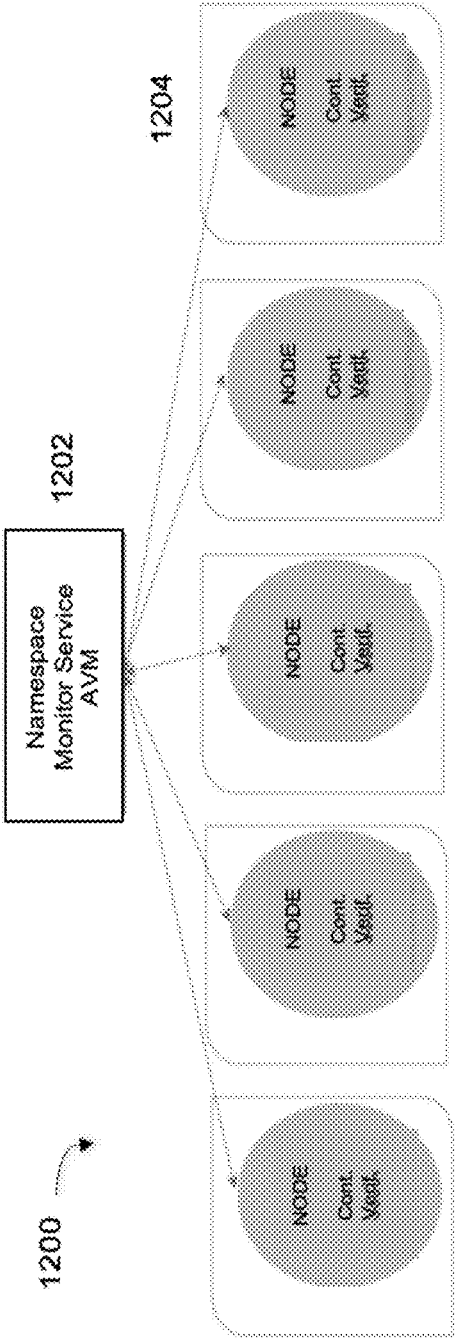 1200
1202
Namespace
Monitor Service
AVM
1204
NODE
Cont.
Verif.
NODE
Cont.
Verif.
NODE
Cont.
Verif.
NODE
Cont.
Verif.
NODE
Cont.
Verif.